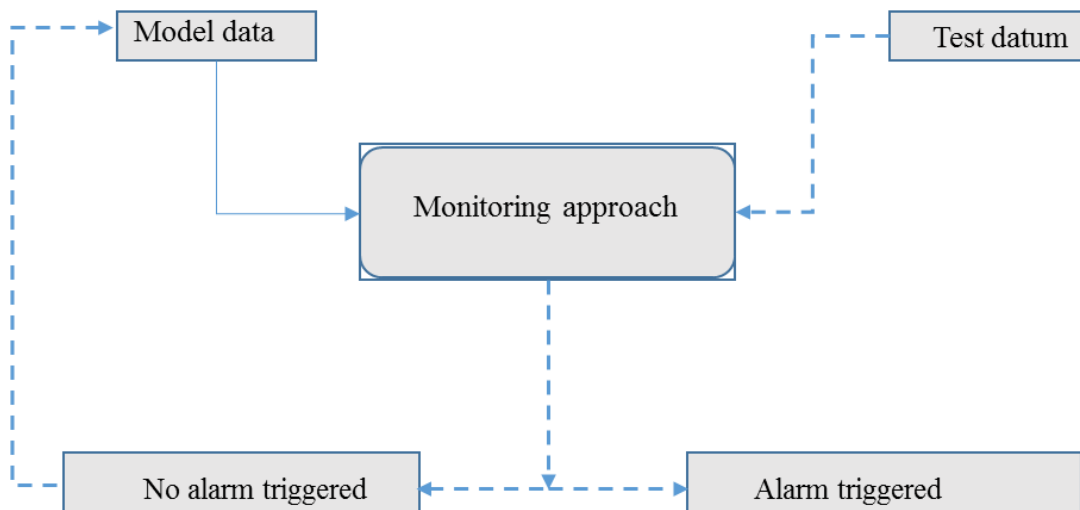 Model data
Test datum
Monitoring approach
No alarm triggered
Alarm triggered